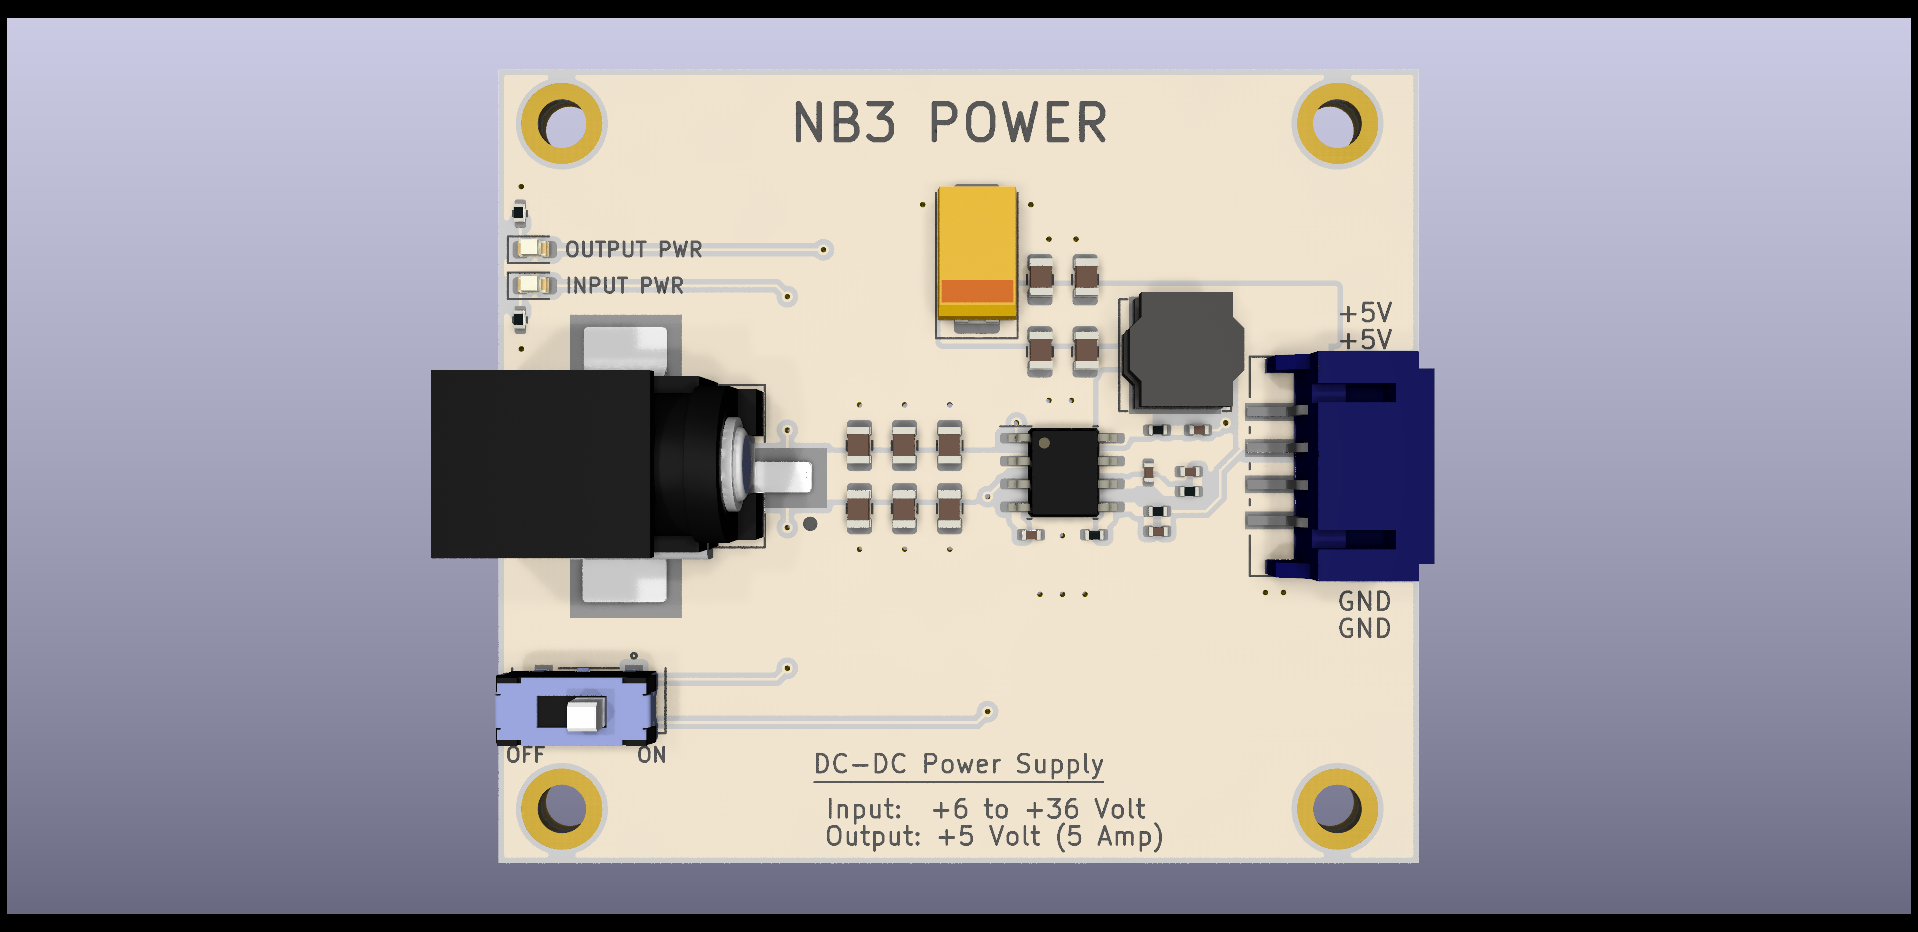 NB3 POWER
OUTPUT PWR
INPUT PWR
+5V
+5V
GND
GND
OFF ON
DC-DC Power Supply
Input: +6 to +36 Volt
Output: +5 Volt (5 Amp)